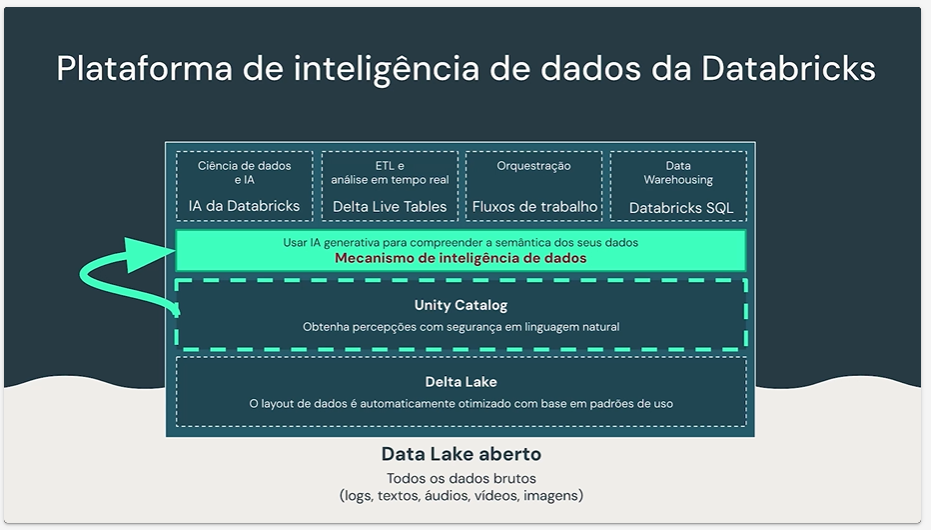 Plataforma de inteligência de dados da Databricks
Ciência de dados
e IA
IA da Databricks
ETL e
análise em tempo real
Delta Live Tables
Orquestração
Fluxos de trabalho
Data
Warehousing
Databricks SQL
Usar IA generativa para compreender a semântica dos seus dados
Mecanismo de inteligência de dados
Unity Catalog
Obtenha percepções com segurança em linguagem natural
Delta Lake
O layout de dados é automaticamente otimizado com base em padrões de uso
Data Lake aberto
Todos os dados brutos
(logs, textos, áudios, vídeos, imagens)